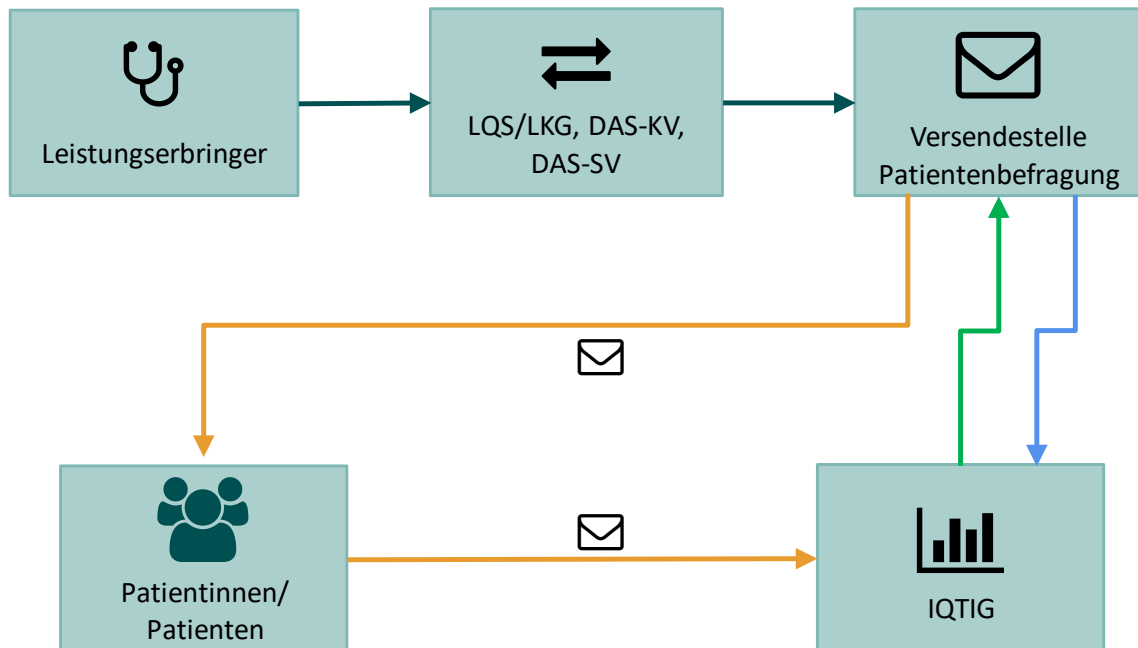 Leistungserbringer
LQS/LKG, DAS-KV,
DAS-SV
Versendestelle
Patientenbefragung
Patientinnen/
Patienten
IQTIG